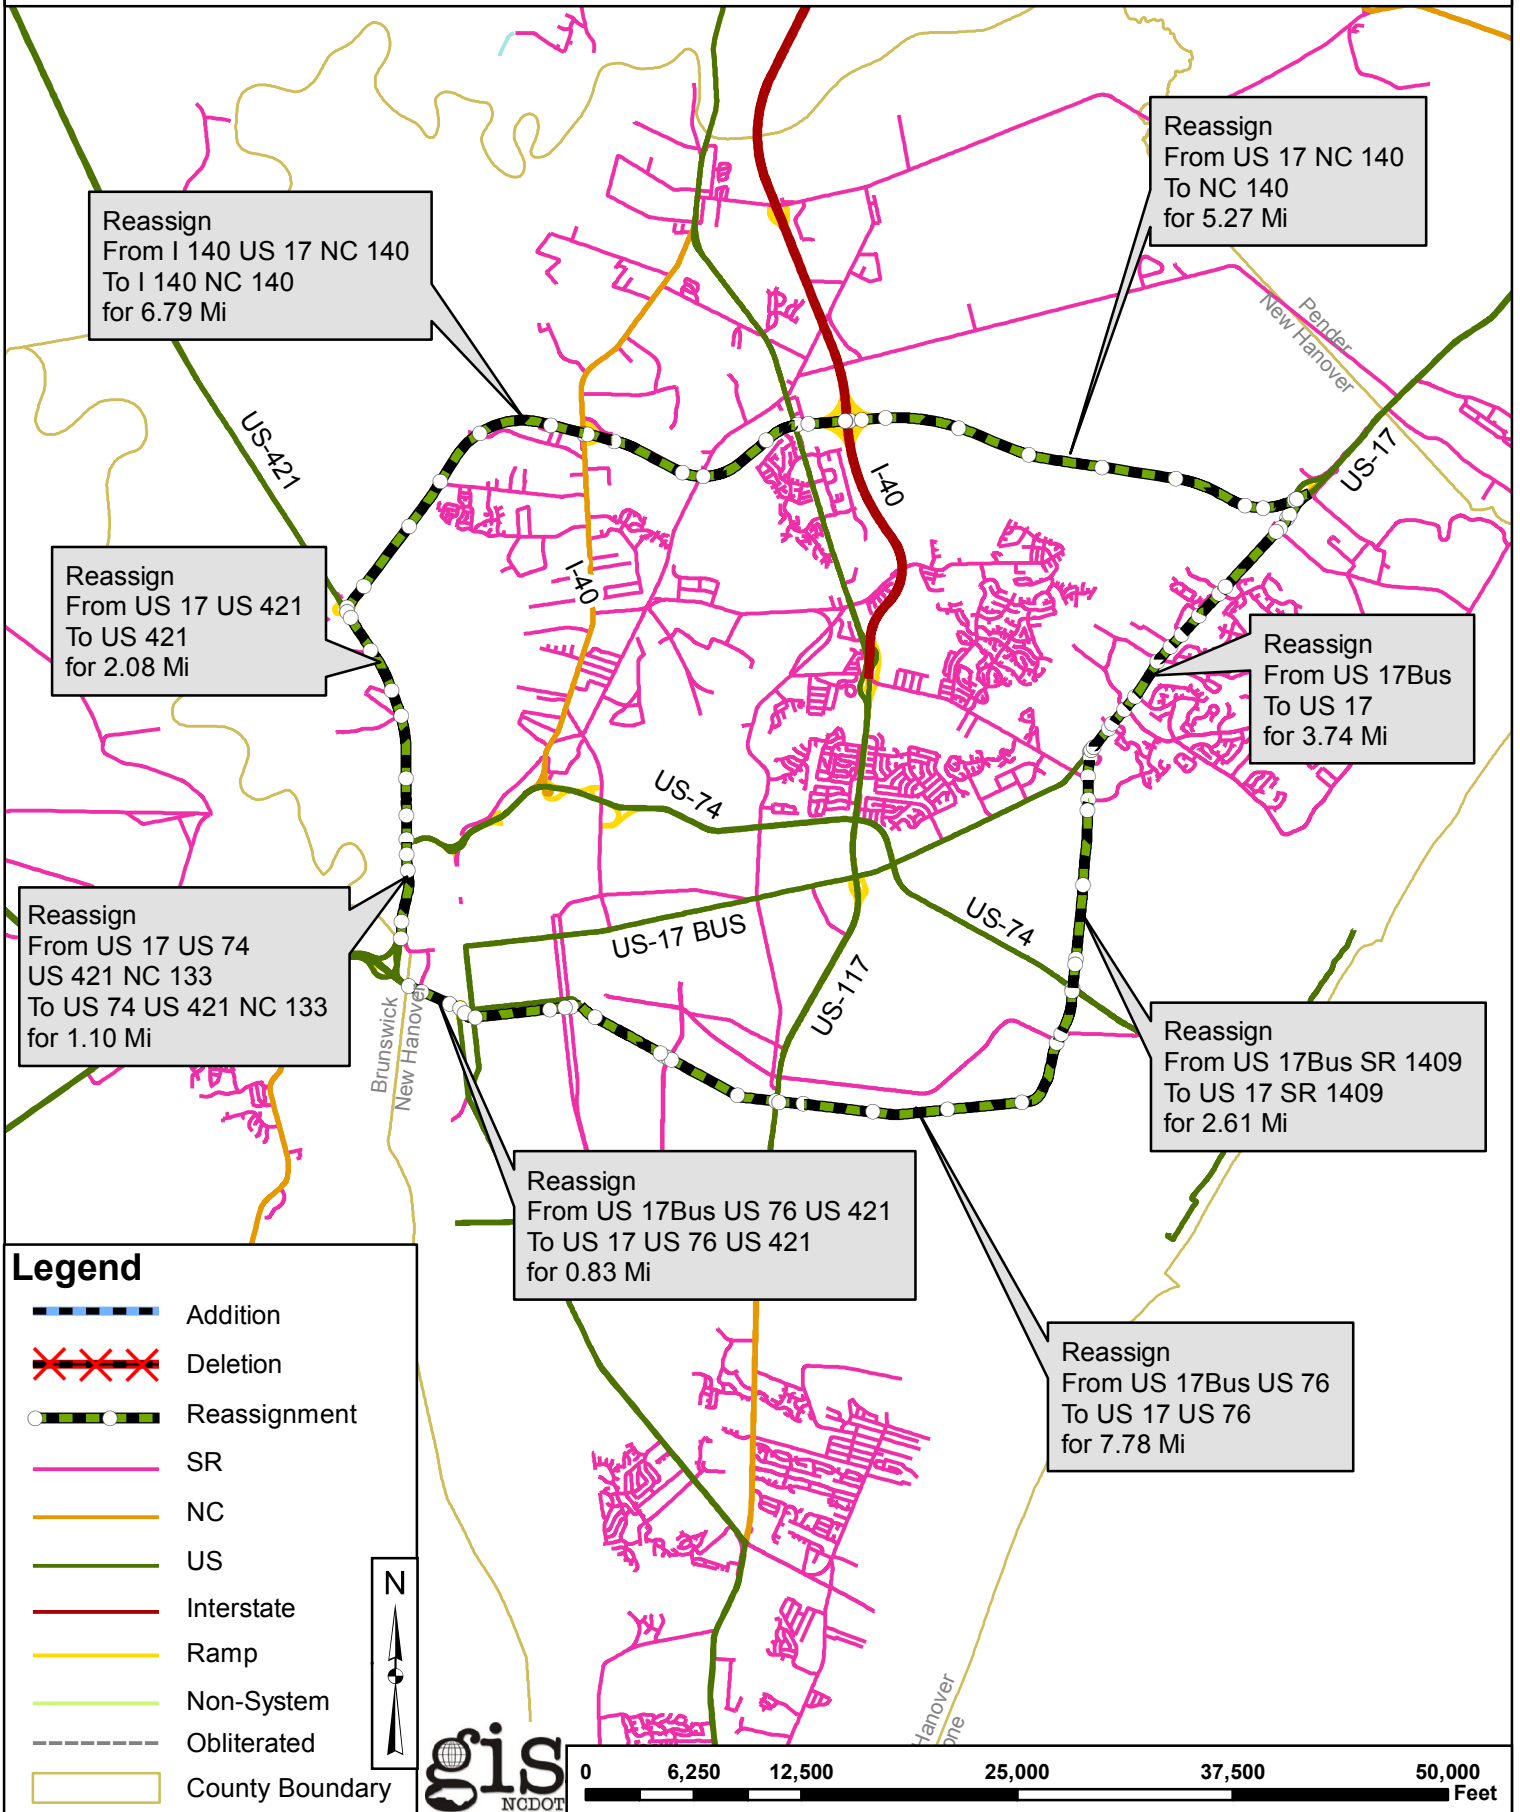 Reassign
From US 17 NC 140
To NC 140
for 5.27 Mi
Reassign
From I 140 US 17 NC 140
To I 140 NC 140
for 6.79 Mi
Pender
New Hanover
US-421
US-17
I-40
I-40
Reassign
From US 17 US 421
To US 421
for 2.08 Mi
Reassign
From US 17Bus
To US 17
for 3.74 Mi
US-74
US-74
US-17 BUS
US-117
Reassign
From US 17 US 74
US 421 NC 133
To US 74 US 421 NC 133
for 1.10 Mi
Brunswick
New Hanover
Reassign
From US 17Bus SR 1409
To US 17 SR 1409
for 2.61 Mi
Reassign
From US 17Bus US 76 US 421
To US 17 US 76 US 421
for 0.83 Mi
Reassign
From US 17Bus US 76
To US 17 US 76
for 7.78 Mi
Legend
Addition
Deletion
Reassignment
SR
NC
US
Interstate
Ramp
Non-System
Obliterated
County Boundary
N
Hanover
one
gis
NCDOT
0 6,250 12,500 25,000 37,500 50,000
Feet